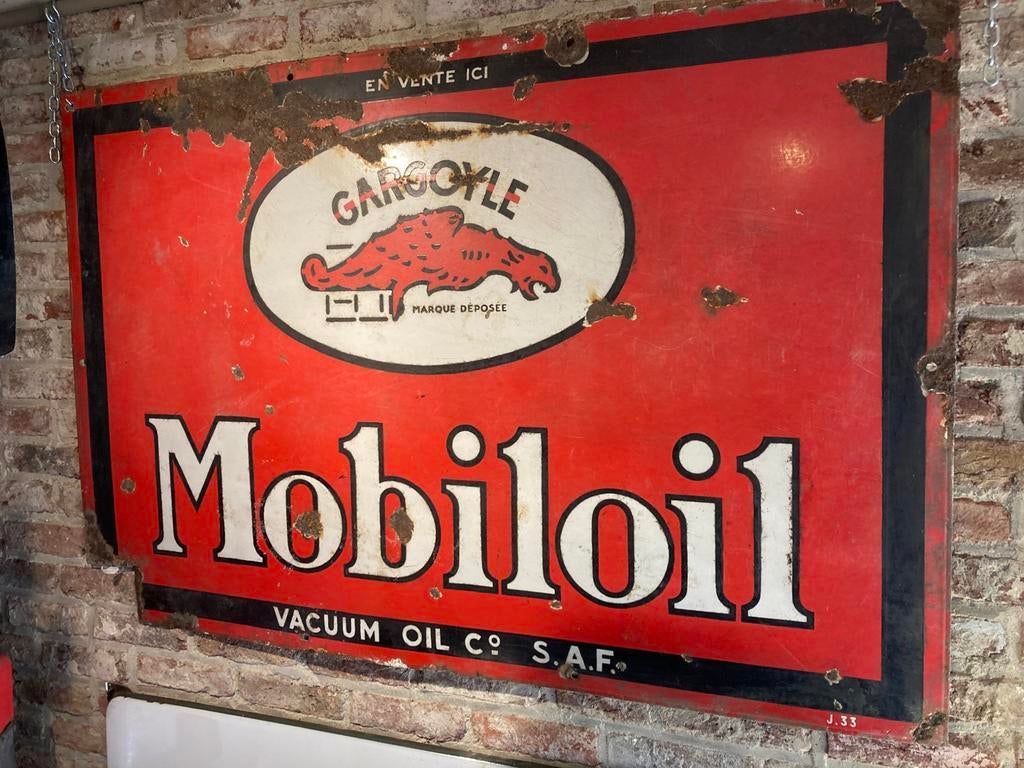 EN VENTE ICI
GARGOYLE
MARQUE DÉPOSÉE
Mobiloil
VACUUM OIL Cº S.A.F.
J.33